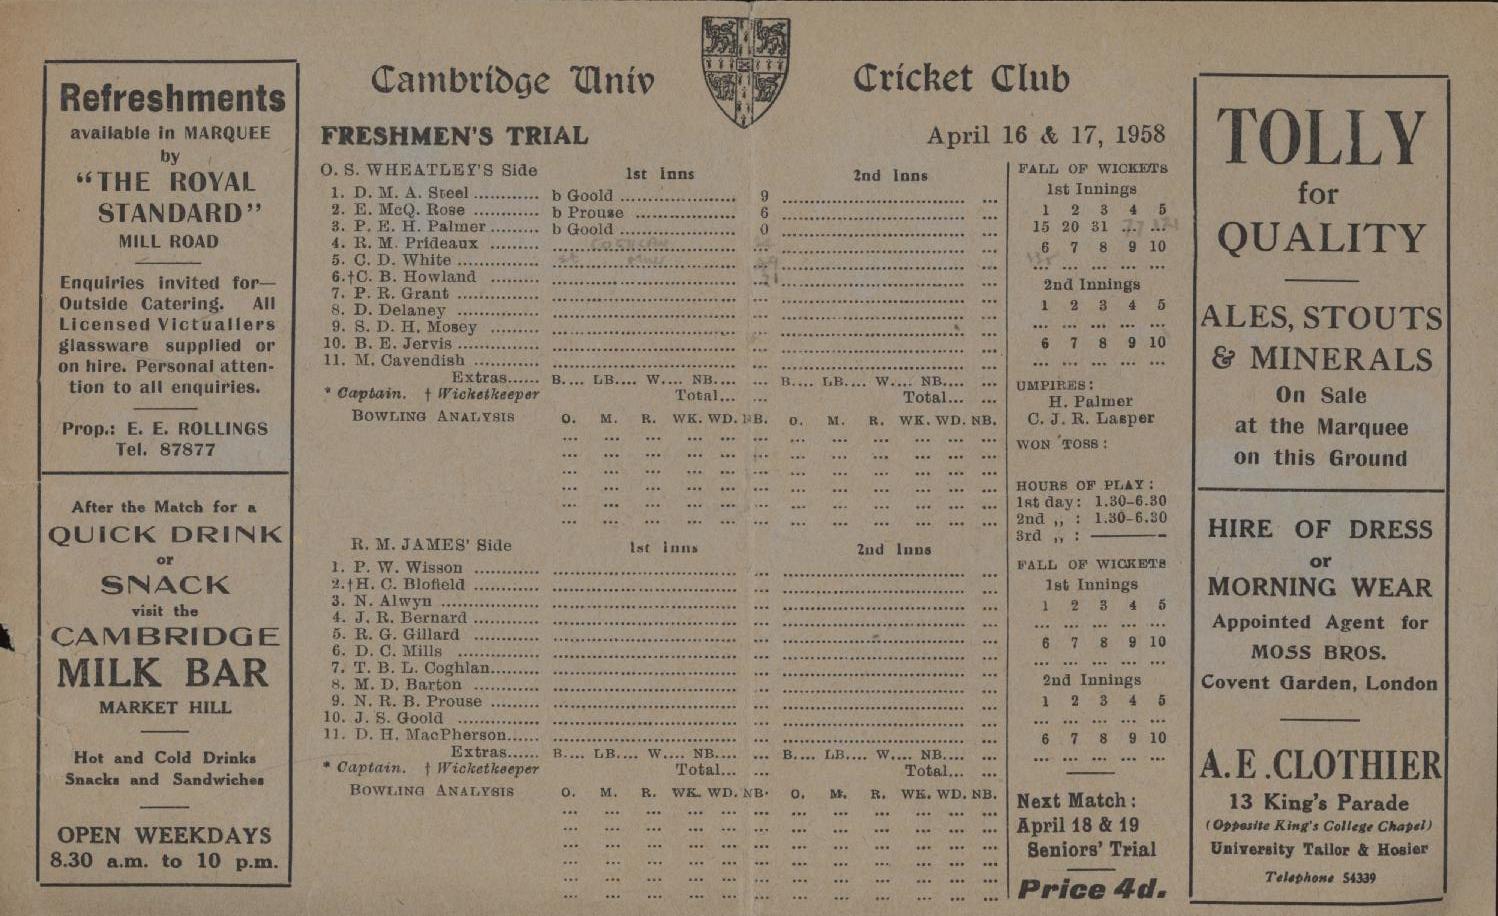 Refreshments
available in MARQUEE
by
"THE ROYAL
STANDARD"
MILL ROAD
Enquiries invited for—
Outside Catering. All
Licensed Victuallers
glassware supplied or
on hire. Personal atten-
tion to all enquiries.
Prop.: E. E. ROLLINGS
Tel. 87877
After the Match for a
QUICK DRINK
or
SNACK
visit the
CAMBRIDGE
MILK BAR
MARKET HILL
Hot and Cold Drinks
Snacks and Sandwiches
OPEN WEEKDAYS
8.30 a.m. to 10 p.m.
Cambridge Univ Cricket Club
FRESHMEN'S TRIAL April 16 & 17, 1958
O. S. WHEATLEY'S Side 1st Inns 2nd Inns
1. D. M. A. Steel ............ b Goold ...................... 9 ...
2. E. McQ. Rose ............ b Prouse ................... 6 ...
3. P. E. H. Palmer ......... b Goold ...................... 0 ...
4. R. M. Prideaux ......... ...
5. C. D. White ............... st ...
6.†C. B. Howland ......... ...
7. P. R. Grant ............... ...
8. D. Delaney ............... ...
9. S. D. H. Mosey ......... ...
10. B. E. Jervis ............... ...
11. M. Cavendish ............ ...
Extras...... B.... LB.... W.... NB.... ... B.... LB.... W.... NB.... ...
* Captain. † Wicketkeeper Total... ... Total... ...
BOWLING ANALYSIS O. M. R. WK. WD. NB. O. M. R. WK. WD. NB.
R. M. JAMES' Side 1st Inns 2nd Inns
1. P. W. Wisson ............ ...
2.†H. C. Blofield ............ ...
3. N. Alwyn .................. ...
4. J. R. Bernard ............ ...
5. R. G. Gillard ............ ...
6. D. C. Mills ............... ...
7. T. B. L. Coghlan......... ...
8. M. D. Barton ............ ...
9. N. R. B. Prouse ......... ...
10. J. S. Goold ............... ...
11. D. H. MacPherson...... ...
Extras...... B.... LB.... W.... NB.... ... B.... LB.... W.... NB.... ...
* Captain. † Wicketkeeper Total... ... Total... ...
BOWLING ANALYSIS O. M. R. WK. WD. NB. O. M. R. WK. WD. NB.
FALL OF WICKETS
1st Innings
1 2 3 4 5
15 20 31 ... ...
6 7 8 9 10
... ... ... ... ...
2nd Innings
1 2 3 4 5
... ... ... ... ...
6 7 8 9 10
... ... ... ... ...
UMPIRES:
H. Palmer
C. J. R. Lasper
WON TOSS:
HOURS OF PLAY:
1st day: 1.30-6.30
2nd ,, : 1.30-6.30
3rd ,, : ———-
FALL OF WICKETS
1st Innings
1 2 3 4 5
... ... ... ... ...
6 7 8 9 10
... ... ... ... ...
2nd Innings
1 2 3 4 5
... ... ... ... ...
6 7 8 9 10
... ... ... ... ...
Next Match:
April 18 & 19
Seniors' Trial
Price 4d.
TOLLY
for
QUALITY
ALES, STOUTS
& MINERALS
On Sale
at the Marquee
on this Ground
HIRE OF DRESS
or
MORNING WEAR
Appointed Agent for
MOSS BROS.
Covent Garden, London
A. E. CLOTHIER
13 King's Parade
(Opposite King's College Chapel)
University Tailor & Hosier
Telephone 54339